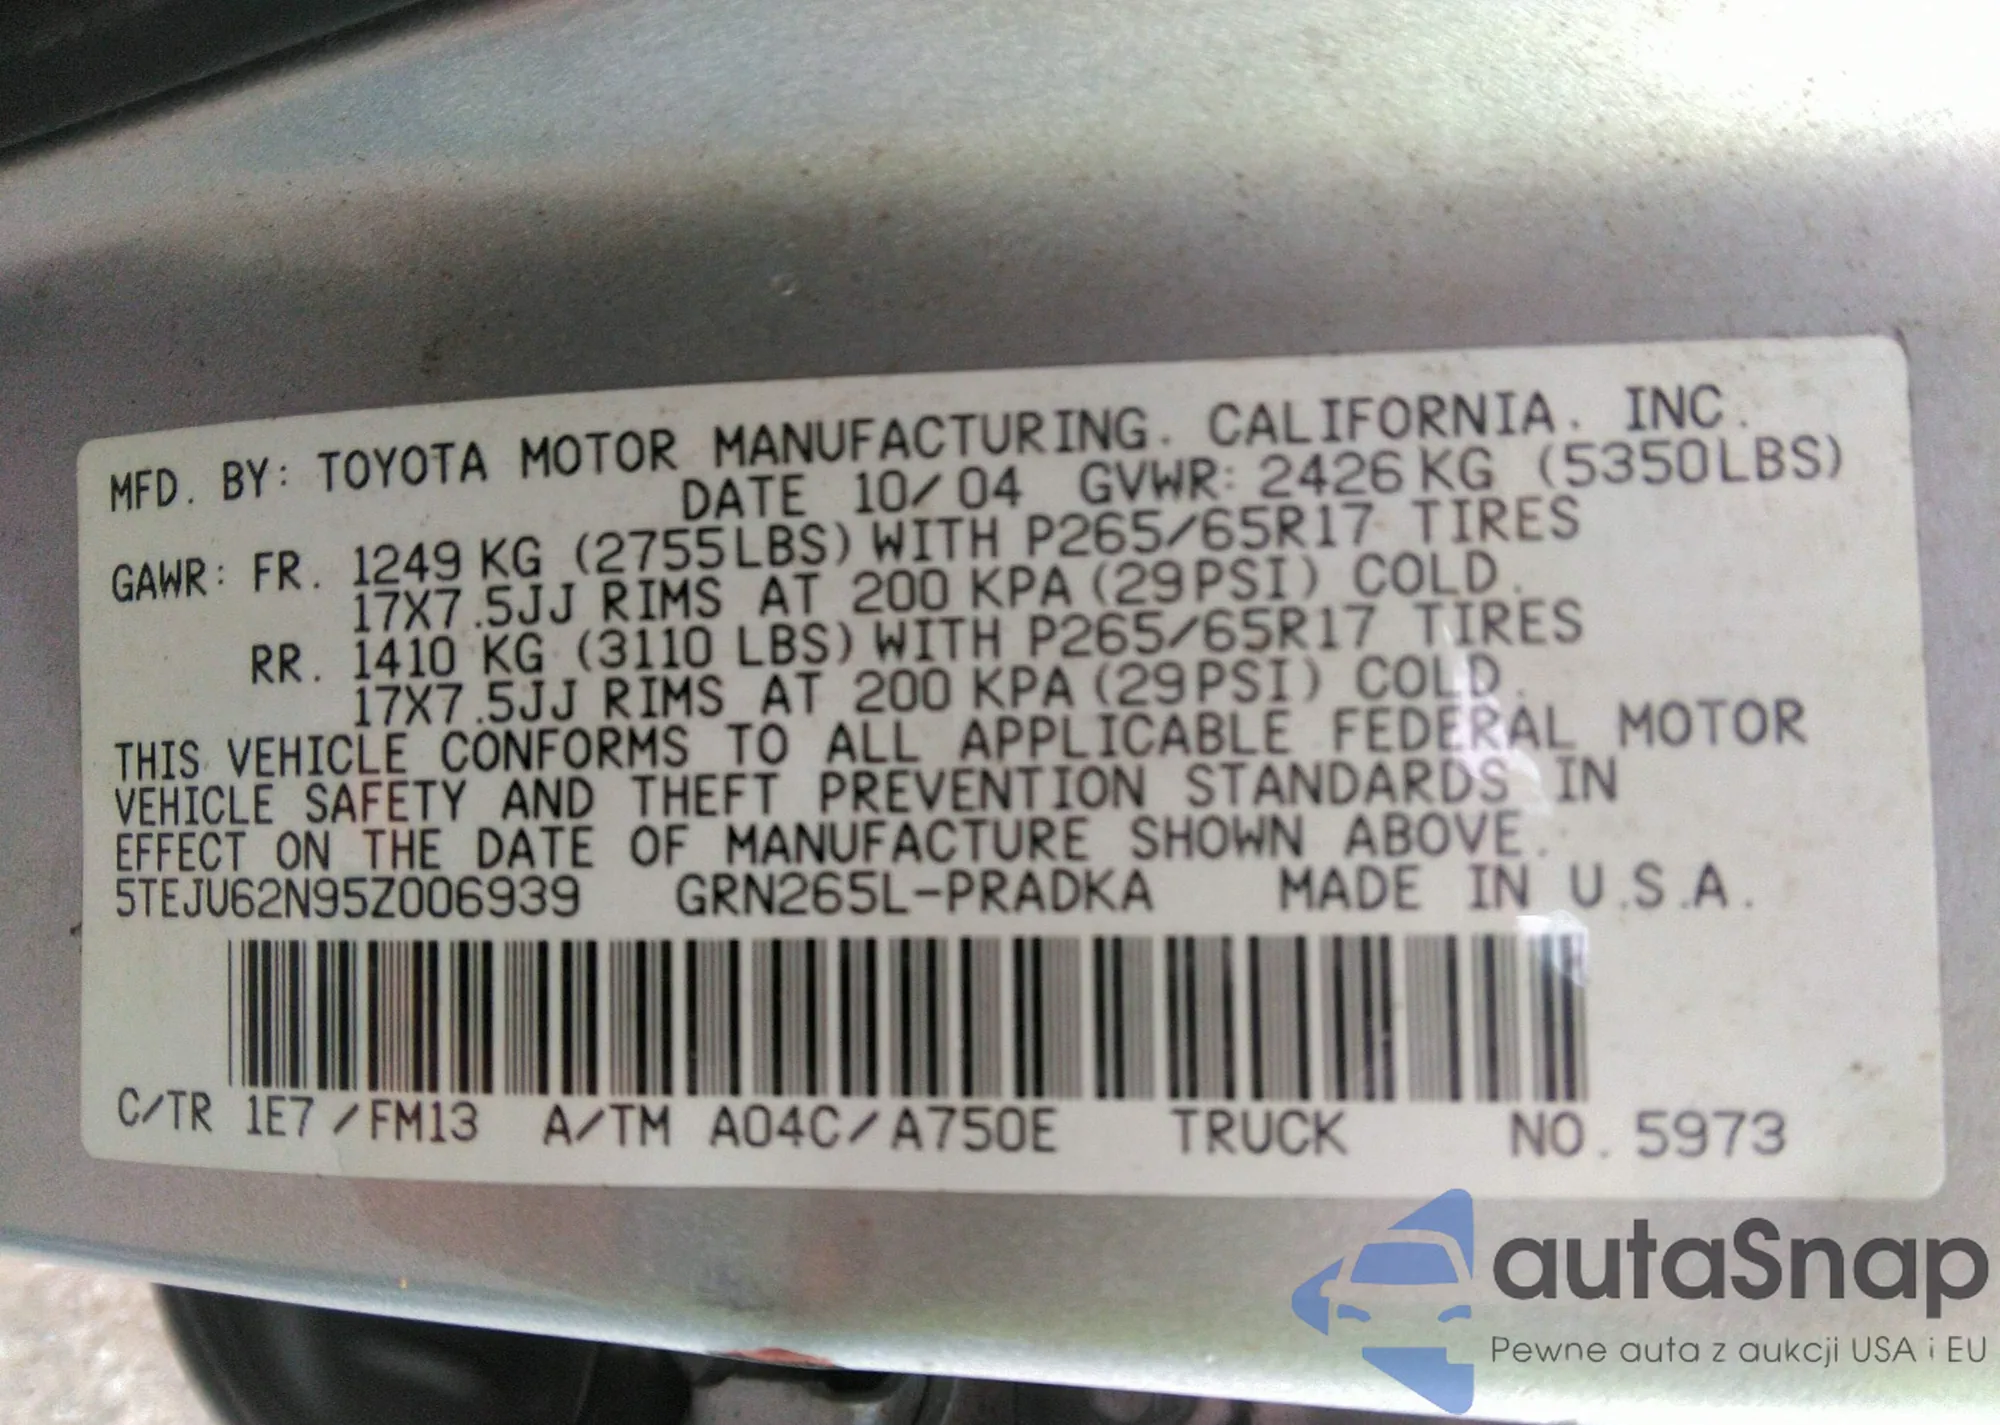 MFD. BY: TOYOTA MOTOR MANUFACTURING. CALIFORNIA. INC.
DATE 10/04 GVWR: 2426 KG (5350LBS)
GAWR: FR. 1249 KG (2755LBS) WITH P265/65R17 TIRES
17X7.5JJ RIMS AT 200 KPA (29PSI) COLD.
RR. 1410 KG (3110 LBS) WITH P265/65R17 TIRES
17X7.5JJ RIMS AT 200 KPA (29PSI) COLD.
THIS VEHICLE CONFORMS TO ALL APPLICABLE FEDERAL MOTOR
VEHICLE SAFETY AND THEFT PREVENTION STANDARDS IN
EFFECT ON THE DATE OF MANUFACTURE SHOWN ABOVE.
5TEJU62N95Z006939 GRN265L-PRADKA MADE IN U.S.A.
C/TR 1E7/FM13 A/TM A04C/A750E TRUCK NO. 5973
autaSnap
Pewne auta z aukcji USA i EU